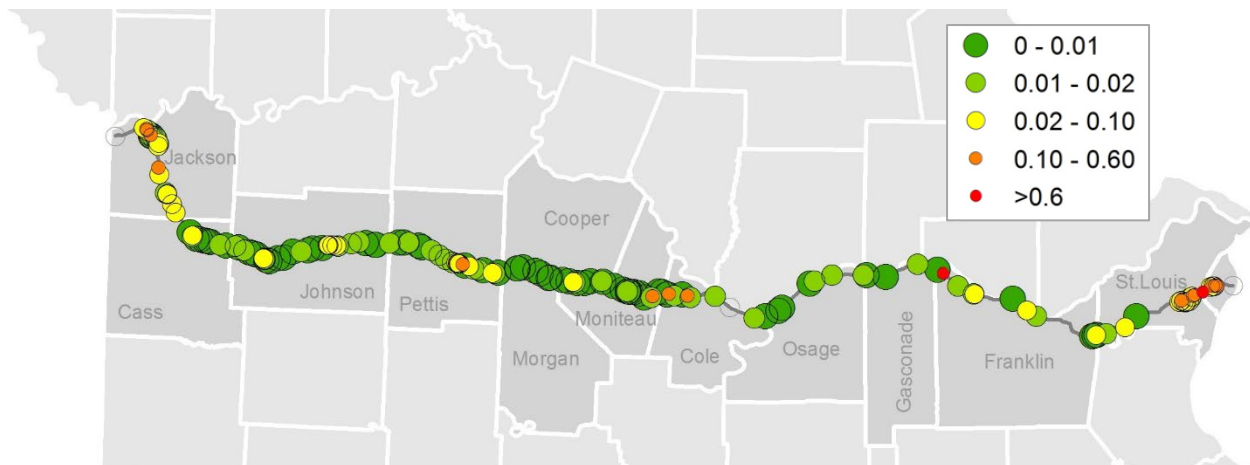 0 - 0.01
0.01 - 0.02
0.02 - 0.10
0.10 - 0.60
>0.6
Jackson
Cooper
St.Louis
Johnson
Pettis
Cass
Moniteau
Morgan
Cole
Osage
Gasconade
Franklin